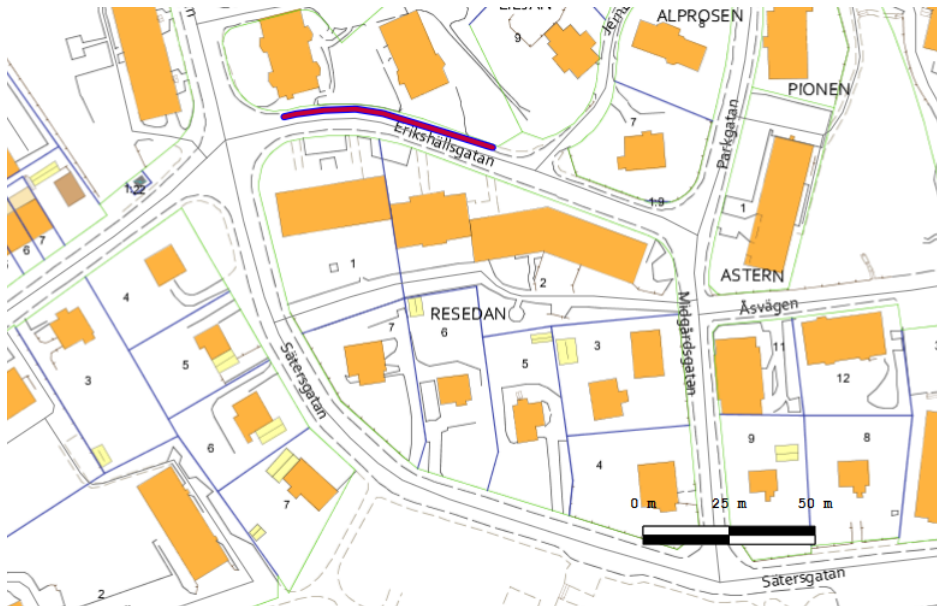 ALPROSEN
8
9
PIONEN
Parkgatan
7
Erikshällsgatan
1:22
1:9
1
6
7
4
1
2
ASTERN
Åsvägen
RESEDAN
7
6
5
3
Midgårdsgatan
11
12
3
5
Sätersgatan
6
4
9
8
7
2
0 m 25 m 50 m
Sätersgatan